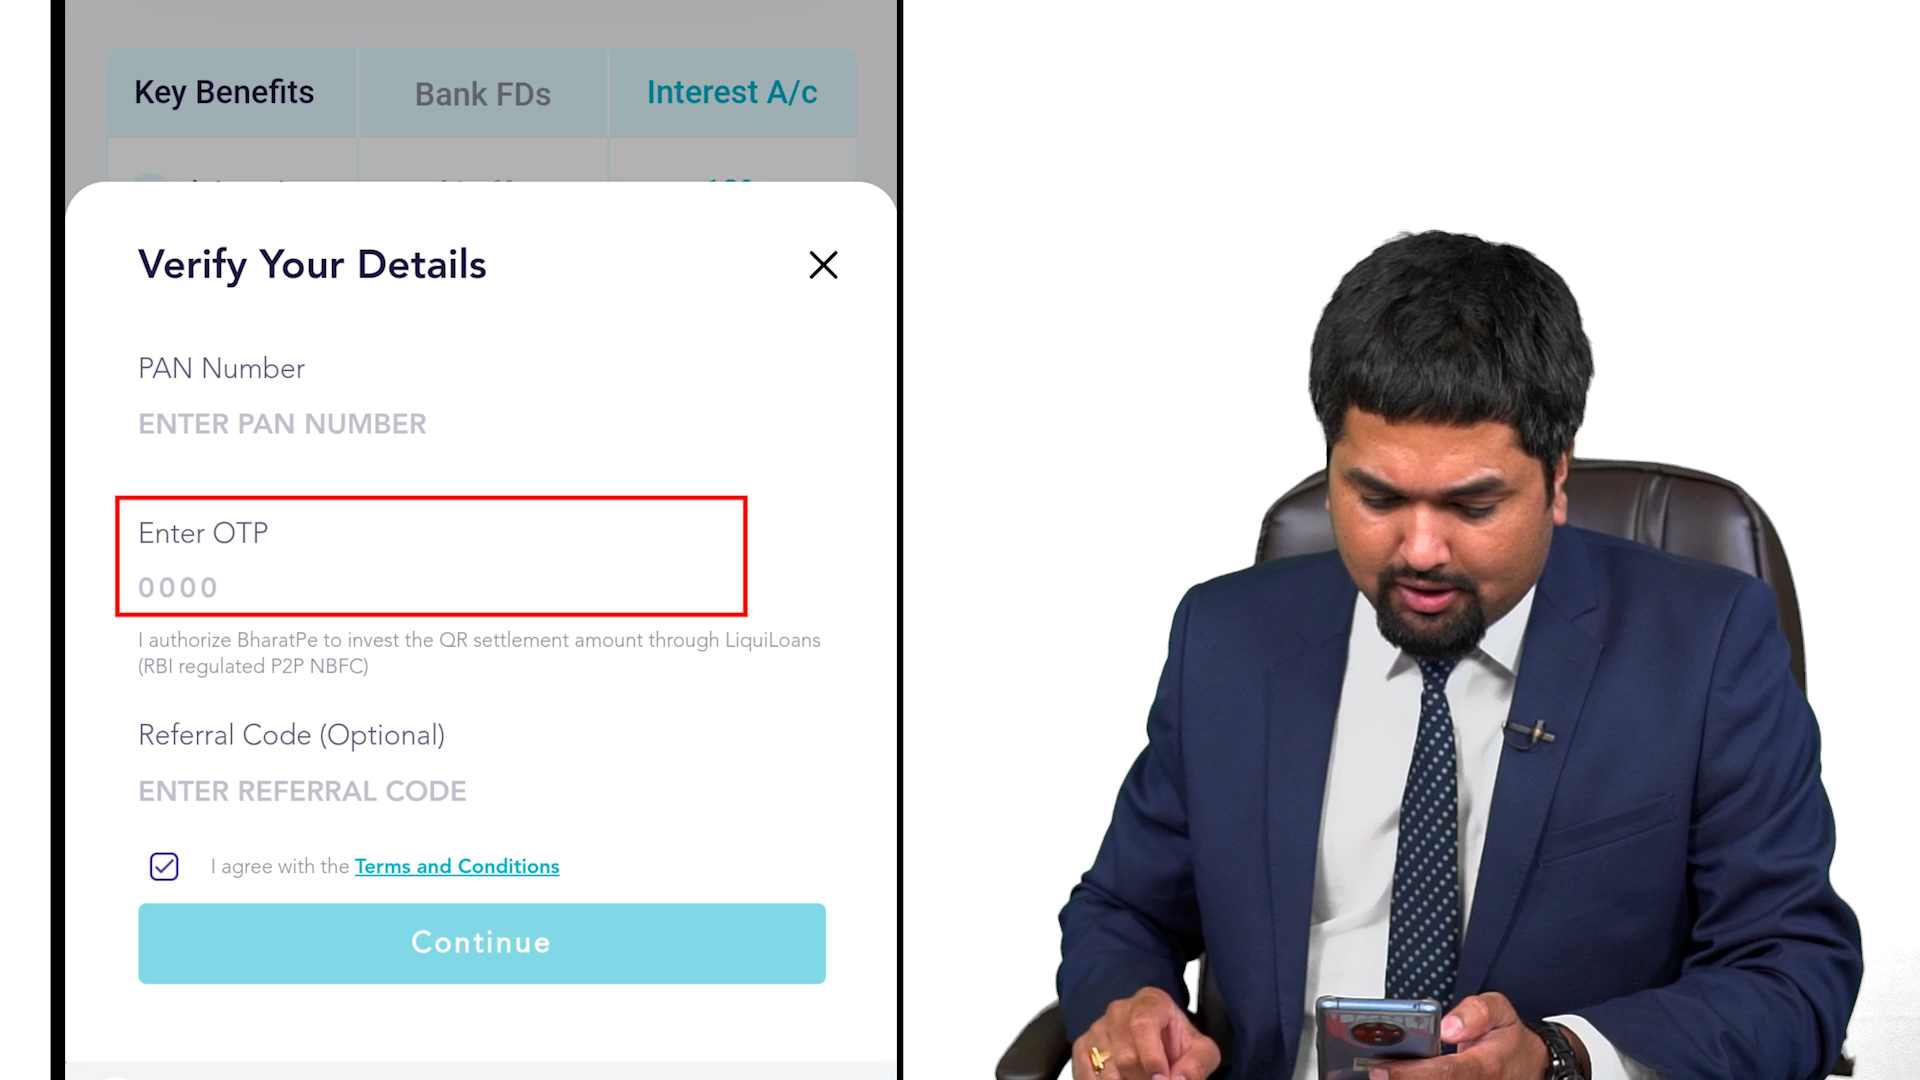 Key Benefits Bank FDs Interest A/c
Verify Your Details
PAN Number
ENTER PAN NUMBER
Enter OTP
0000
I authorize BharatPe to invest the QR settlement amount through LiquiLoans
(RBI regulated P2P NBFC)
Referral Code (Optional)
ENTER REFERRAL CODE
I agree with the Terms and Conditions
Continue